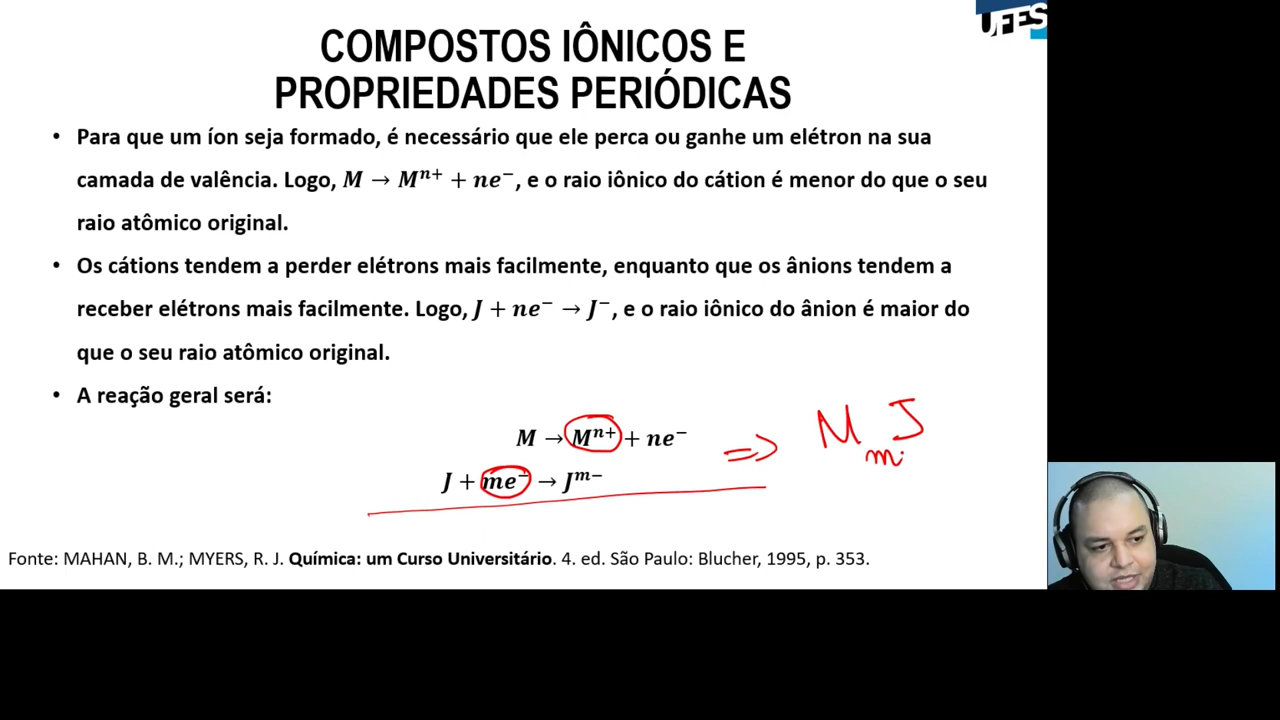 UFES
COMPOSTOS IÔNICOS E
PROPRIEDADES PERIÓDICAS
• Para que um íon seja formado, é necessário que ele perca ou ganhe um elétron na sua
camada de valência. Logo, M → Mⁿ⁺ + ne⁻, e o raio iônico do cátion é menor do que o seu
raio atômico original.
• Os cátions tendem a perder elétrons mais facilmente, enquanto que os ânions tendem a
receber elétrons mais facilmente. Logo, J + ne⁻ → J⁻, e o raio iônico do ânion é maior do
que o seu raio atômico original.
• A reação geral será:
M → Mⁿ⁺ + ne⁻
J + me⁻ → Jᵐ⁻
⇒ MₘJ
Fonte: MAHAN, B. M.; MYERS, R. J. Química: um Curso Universitário. 4. ed. São Paulo: Blucher, 1995, p. 353.